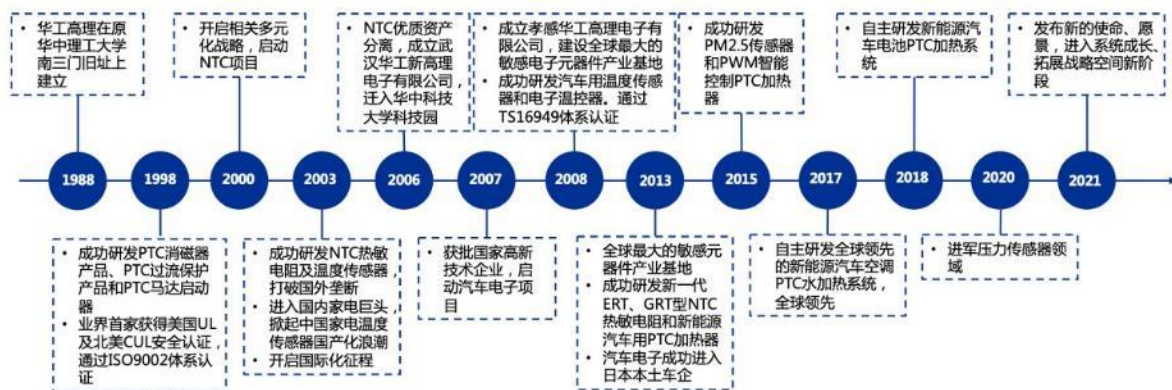 • 华工高理在原
华中理工大学
南三门旧址上
建立
• 开启相关多元
化战略，启动
NTC项目
• NTC优质资产
分离，成立武
汉华工新高理
电子有限公司，
迁入华中科技
大学科技园
• 成立孝感华工高理电子有
限公司，建设全球最大的
敏感电子元器件产业基地
• 成功研发汽车用温度传感
器和电子温控器。通过
TS16949体系认证
• 成功研发
PM2.5传感器
和PWM智能
控制PTC加热
器
• 自主研发新能源汽
车电池PTC加热系
统
• 发布新的使命、愿
景，进入系统成长、
拓展战略空间新阶
段
1988
1998
2000
2003
2006
2007
2008
2013
2015
2017
2018
2020
2021
• 成功研发PTC消磁器
产品、PTC过流保护
产品和PTC马达启动
器
• 业界首家获得美国UL
及北美CUL安全认证，
通过ISO9002体系认
证
• 成功研发NTC热敏
电阻及温度传感器，
打破国外垄断
• 进入国内家电巨头，
掀起中国家电温度
传感器国产化浪潮
• 开启国际化征程
• 获批国家高新
技术企业，启
动汽车电子项
目
• 全球最大的敏感元
器件产业基地
• 成功研发新一代
ERT、GRT型NTC
热敏电阻和新能源
汽车用PTC加热器
• 汽车电子成功进入
日本本土车企
• 自主研发全球领先
的新能源汽车空调
PTC水加热系统，
全球领先
• 进军压力传感器
领域